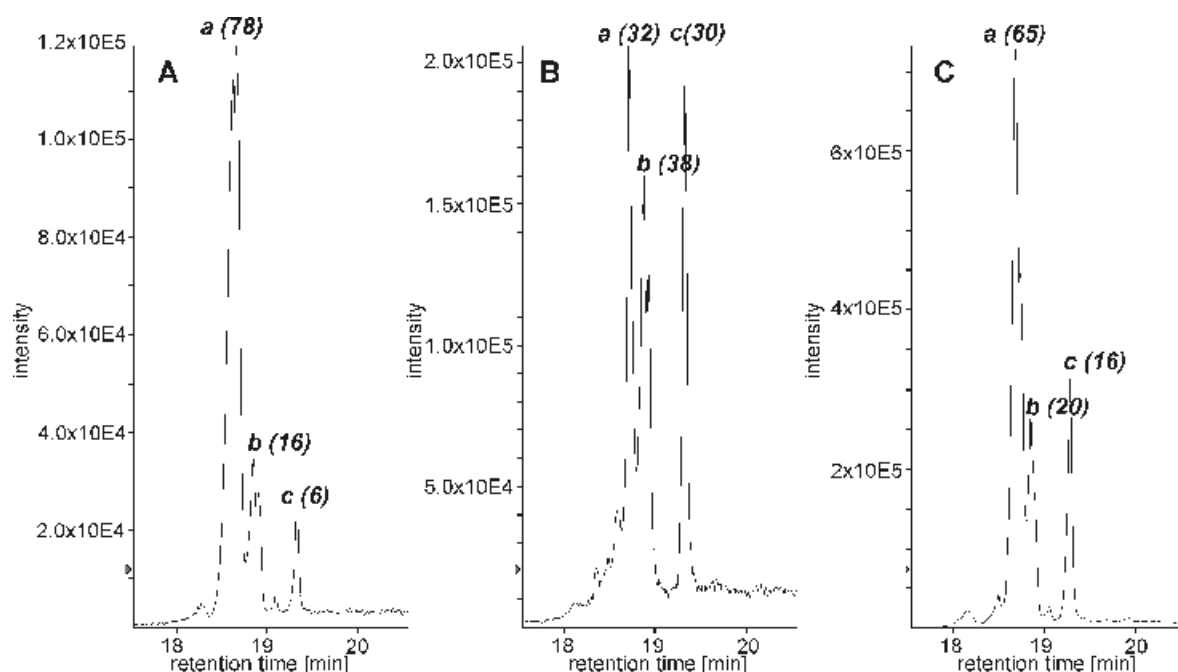 a (78)
1.2x10E5
A
1.0x10E5
8.0x10E4
6.0x10E4
b (16)
4.0x10E4
c (6)
2.0x10E4
intensity
18 19 20
retention time [min]
a (32) c(30)
2.0x10E5
B
b (38)
1.5x10E5
1.0x10E5
5.0x10E4
intensity
18 19 20
retention time [min]
a (65)
C
6x10E5
4x10E5
c (16)
b (20)
2x10E5
intensity
18 19 20
retention time [min]